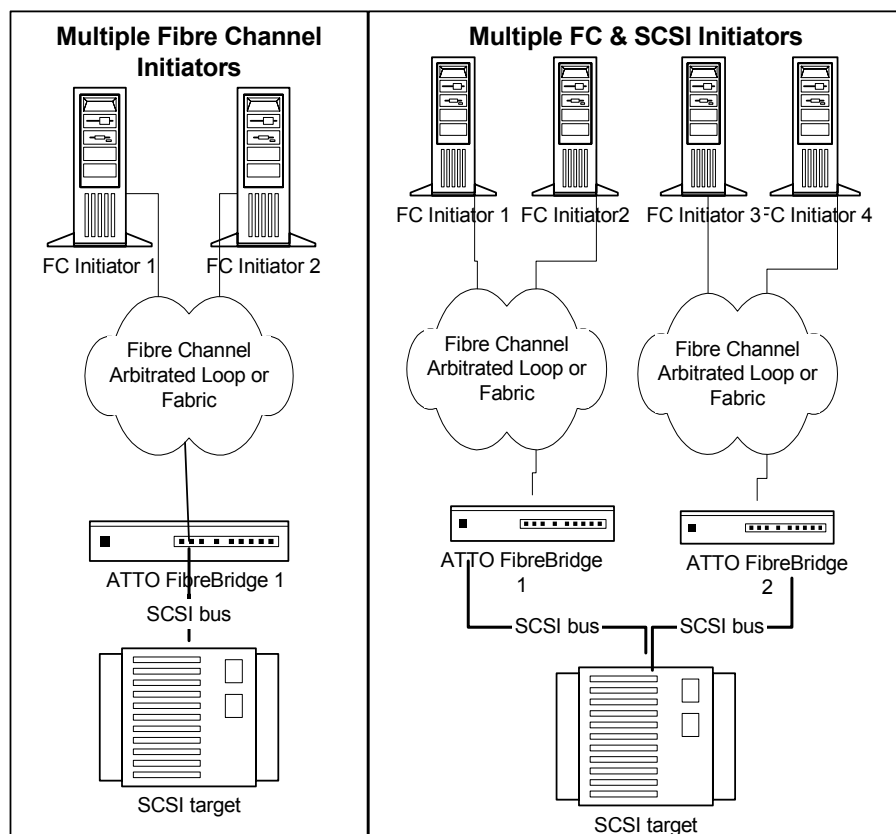 Multiple Fibre Channel
Initiators
FC Initiator 1
FC Initiator 2
Fibre Channel
Arbitrated Loop or
Fabric
ATTO FibreBridge 1
SCSI bus
SCSI target
Multiple FC & SCSI Initiators
FC Initiator 1
FC Initiator2
FC Initiator 3
FC Initiator 4
Fibre Channel
Arbitrated Loop or
Fabric
Fibre Channel
Arbitrated Loop or
Fabric
ATTO FibreBridge
1
ATTO FibreBridge
2
SCSI bus
SCSI bus
SCSI target